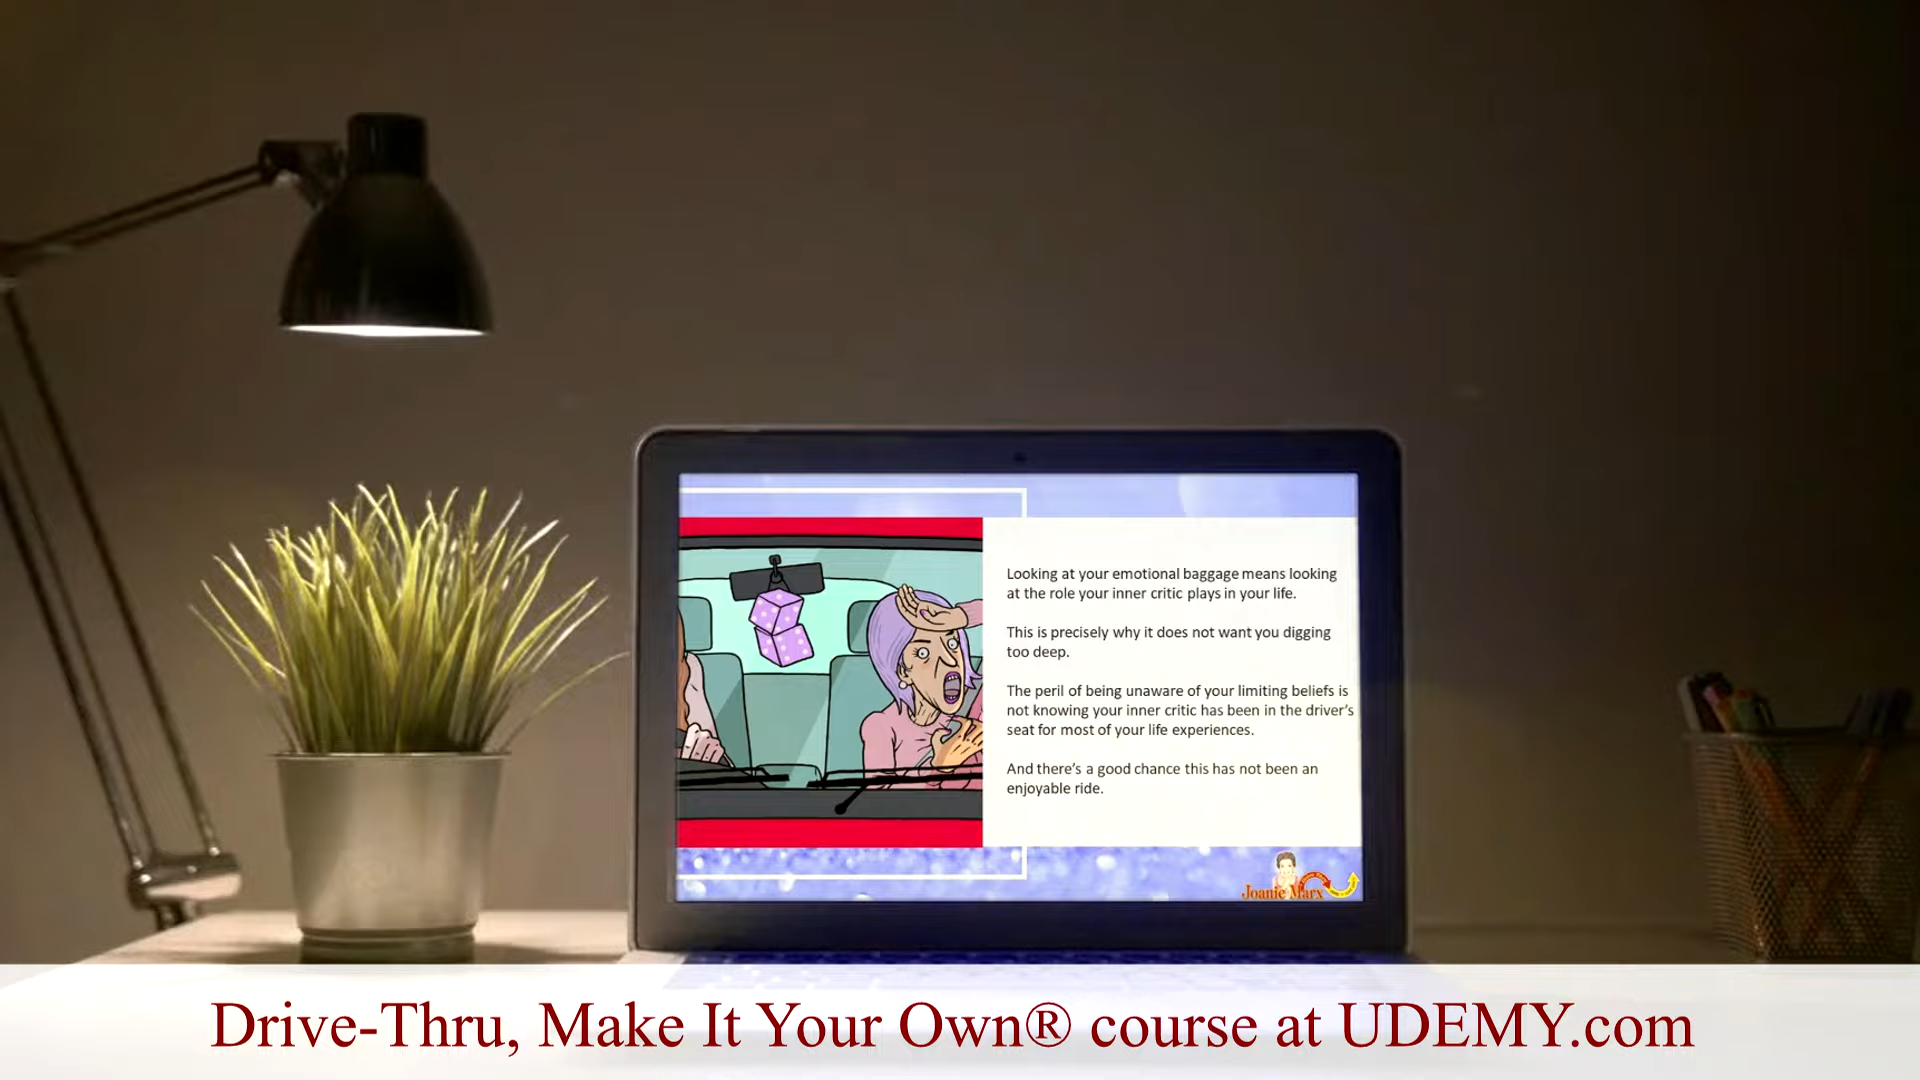 Looking at your emotional baggage means looking
at the role your inner critic plays in your life.
This is precisely why it does not want you digging
too deep.
The peril of being unaware of your limiting beliefs is
not knowing your inner critic has been in the driver’s
seat for most of your life experiences.
And there’s a good chance this has not been an
enjoyable ride.
Joanie Marx
Drive-Thru, Make It Your Own® course at UDEMY.com